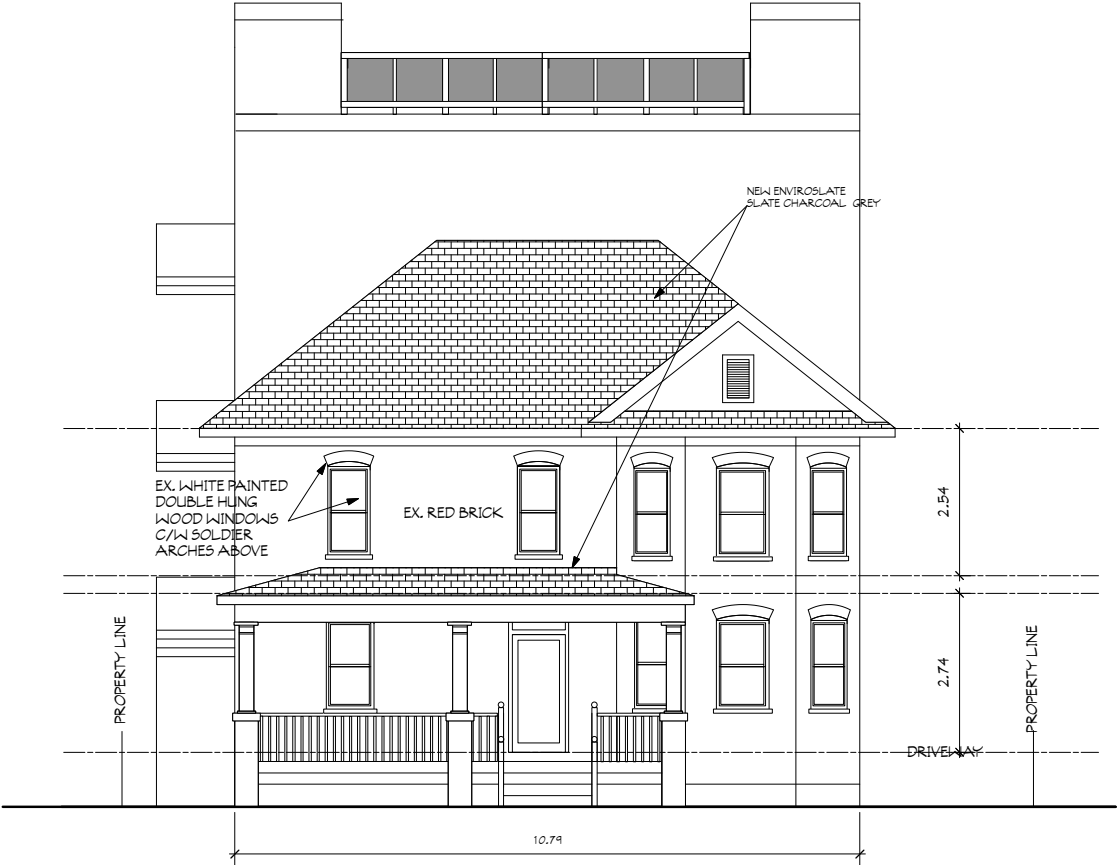 NEW ENVIROSLATE
SLATE CHARCOAL GREY
EX. WHITE PAINTED
DOUBLE HUNG
WOOD WINDOWS
C/W SOLDIER
ARCHES ABOVE
EX. RED BRICK
2.54
PROPERTY LINE
2.74
PROPERTY LINE
DRIVEWAY
10.79